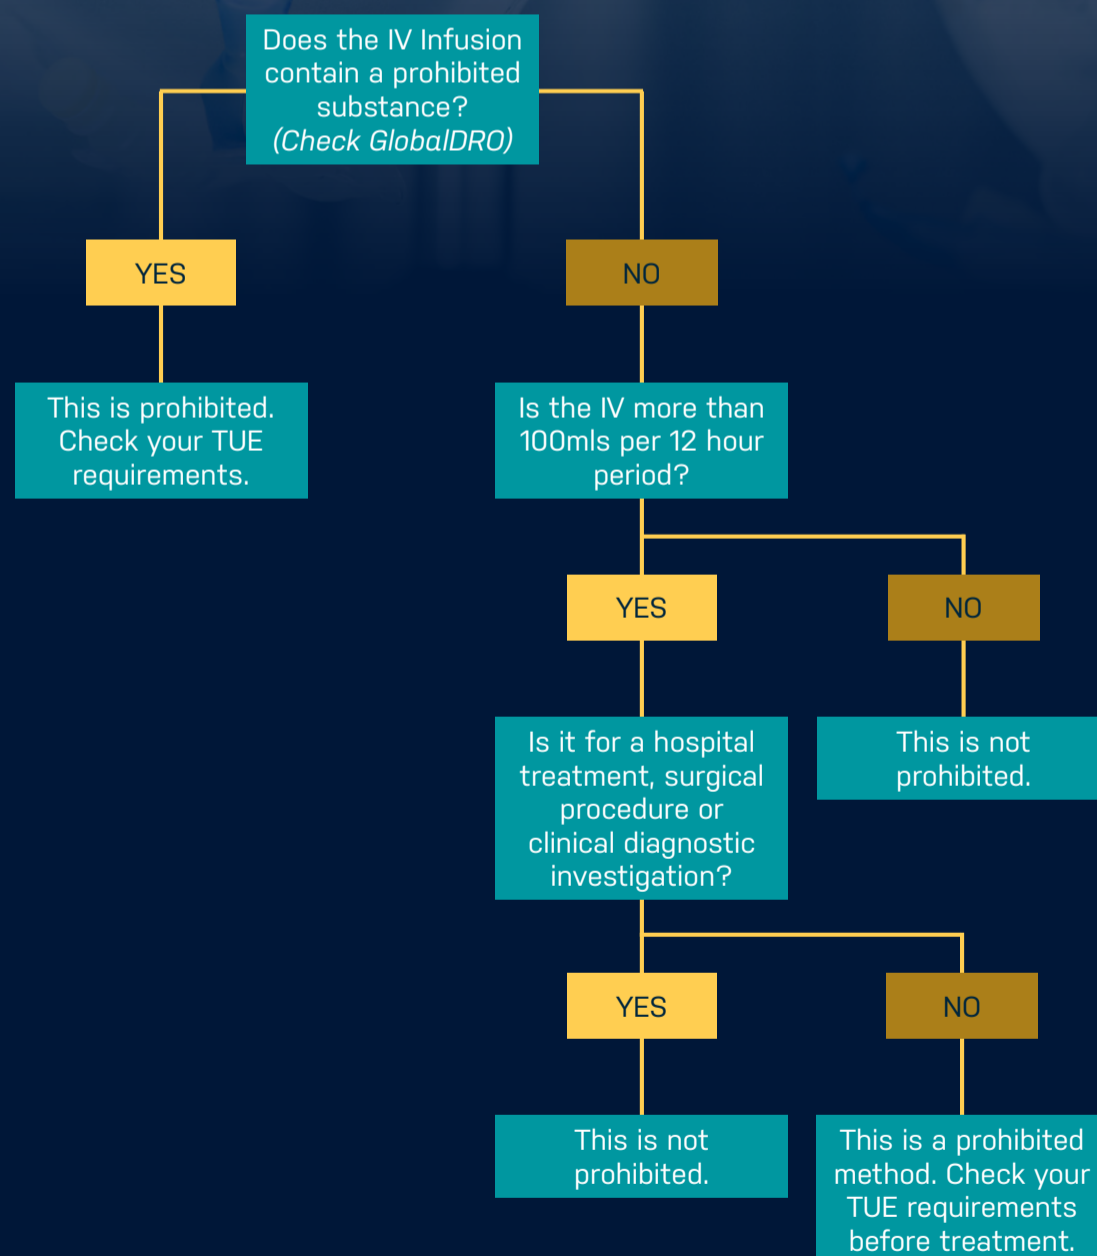 Does the IV Infusion
contain a prohibited
substance?
(Check GlobalDRO)
YES
NO
This is prohibited.
Check your TUE
requirements.
Is the IV more than
100mls per 12 hour
period?
YES
NO
Is it for a hospital
treatment, surgical
procedure or
clinical diagnostic
investigation?
This is not
prohibited.
YES
NO
This is not
prohibited.
This is a prohibited
method. Check your
TUE requirements
before treatment.